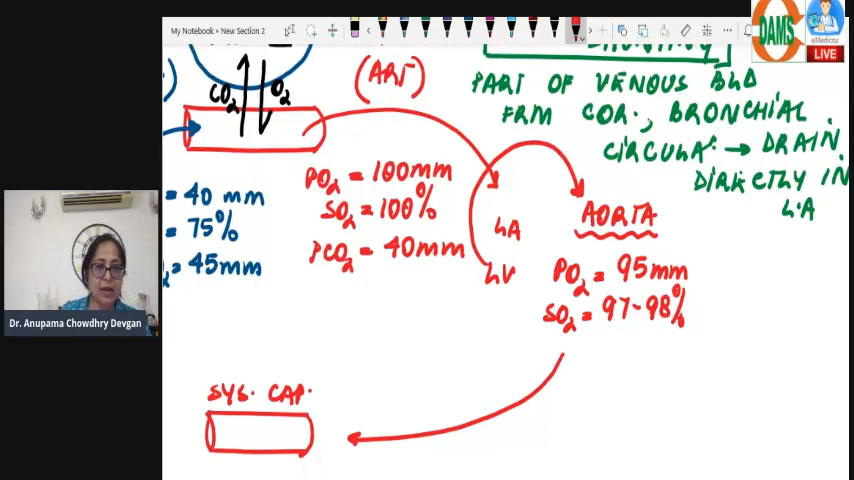 My Notebook » New Section 2
DAMS
eMedicoz
LIVE
CO2
O2
(ART)
PART OF VENOUS BLD
FRM COR., BRONCHIAL
CIRCULAᵗ. → DRAIN
DIRECTLY IN
LA
= 40 mm
= 75%
= 45mm
PO2 = 100mm
SO2 = 100%
PCO2 = 40mm
LA
LV
AORTA
PO2 = 95mm
SO2 = 97-98%
Dr. Anupama Chowdhry Devgan
SYS. CAP.